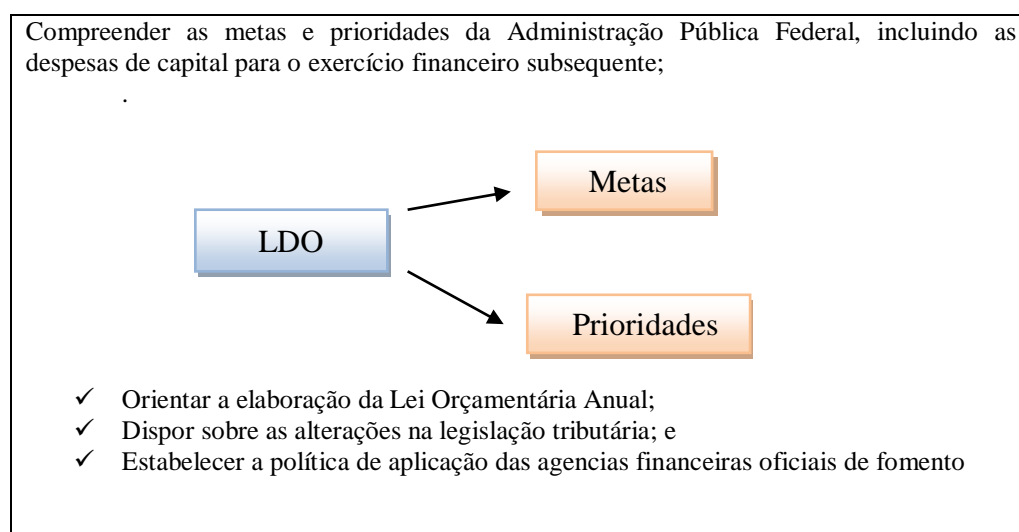 Compreender as metas e prioridades da Administração Pública Federal, incluindo as
despesas de capital para o exercício financeiro subsequente;
.
Metas
LDO
Prioridades
✓ Orientar a elaboração da Lei Orçamentária Anual;
✓ Dispor sobre as alterações na legislação tributária; e
✓ Estabelecer a política de aplicação das agencias financeiras oficiais de fomento